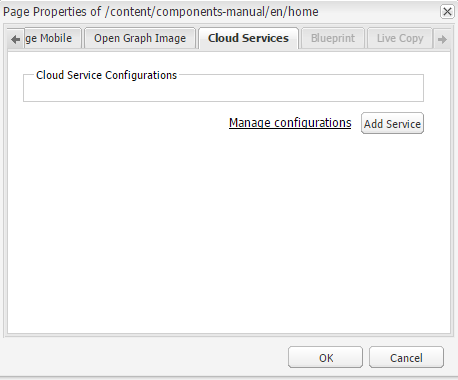 Page Properties of /content/components-manual/en/home
ge Mobile Open Graph Image Cloud Services Blueprint Live Copy
Cloud Service Configurations
Manage configurations Add Service
OK Cancel